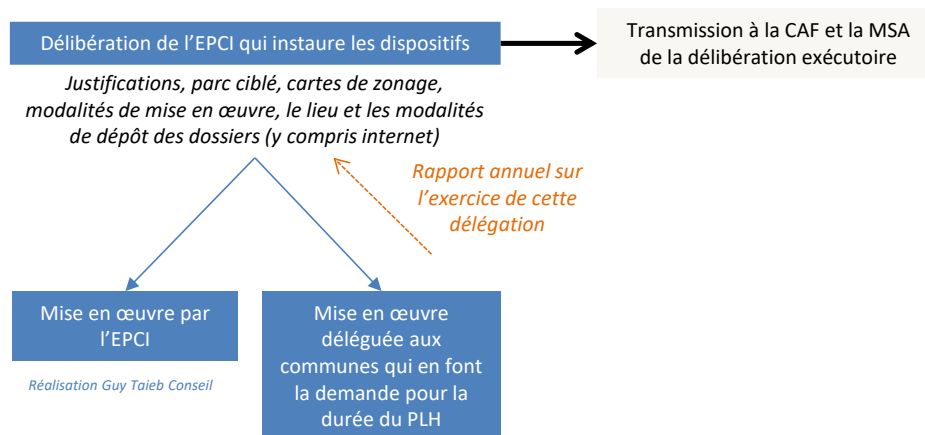 Délibération de l’EPCI qui instaure les dispositifs
Transmission à la CAF et la MSA
de la délibération exécutoire
Justifications, parc ciblé, cartes de zonage,
modalités de mise en œuvre, le lieu et les modalités
de dépôt des dossiers (y compris internet)
Rapport annuel sur
l’exercice de cette
délégation
Mise en œuvre par
l’EPCI
Réalisation Guy Taieb Conseil
Mise en œuvre
déléguée aux
communes qui en font
la demande pour la
durée du PLH